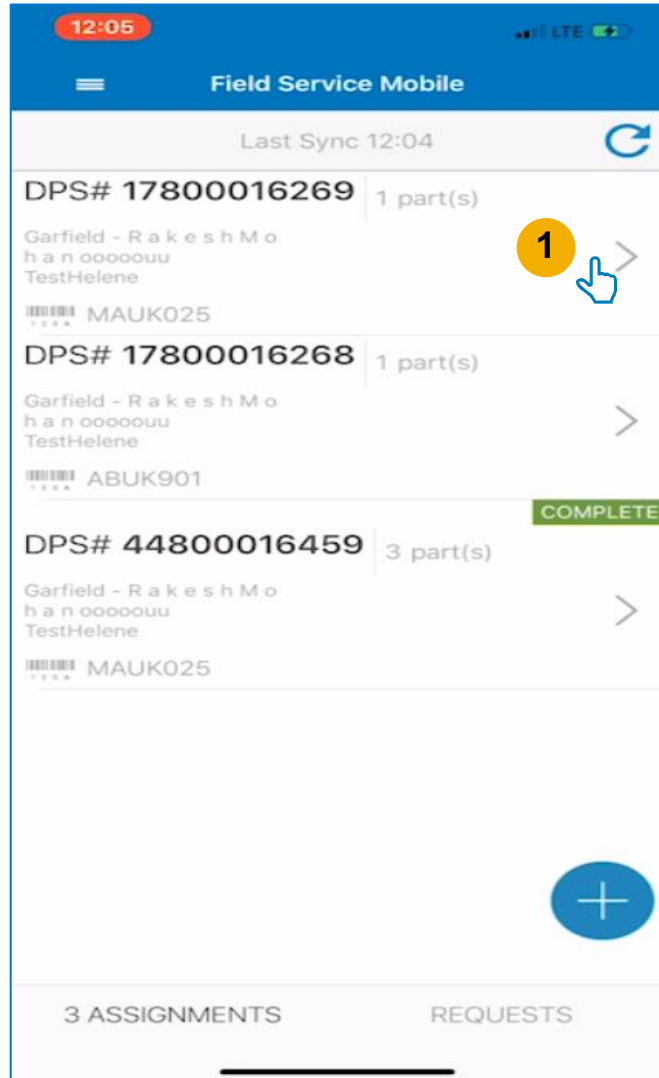 12:05
LTE
Field Service Mobile
Last Sync 12:04
DPS# 17800016269 1 part(s)
Garfield - R a k e s h M o
h a n ooooouu
TestHelene
1
MAUK025
DPS# 17800016268 1 part(s)
Garfield - R a k e s h M o
h a n ooooouu
TestHelene
ABUK901
COMPLETE
DPS# 44800016459 3 part(s)
Garfield - R a k e s h M o
h a n ooooouu
TestHelene
MAUK025
3 ASSIGNMENTS REQUESTS